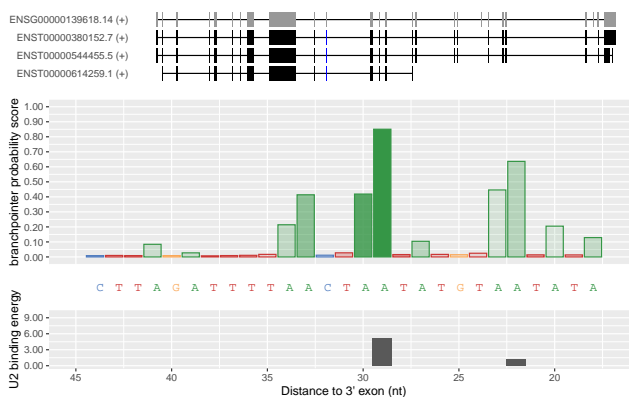 ENSG00000139618.14 (+)
ENST00000380152.7 (+)
ENST00000544455.5 (+)
ENST00000614259.1 (+)
branchpointer probability score
1.00
0.90
0.80
0.70
0.60
0.50
0.40
0.30
0.20
0.10
0.00
C T T A G A T T T T A A C T A A T A T G T A A T A T A
U2 binding energy
9.00
6.00
3.00
0.00
45 40 35 30 25 20
Distance to 3' exon (nt)